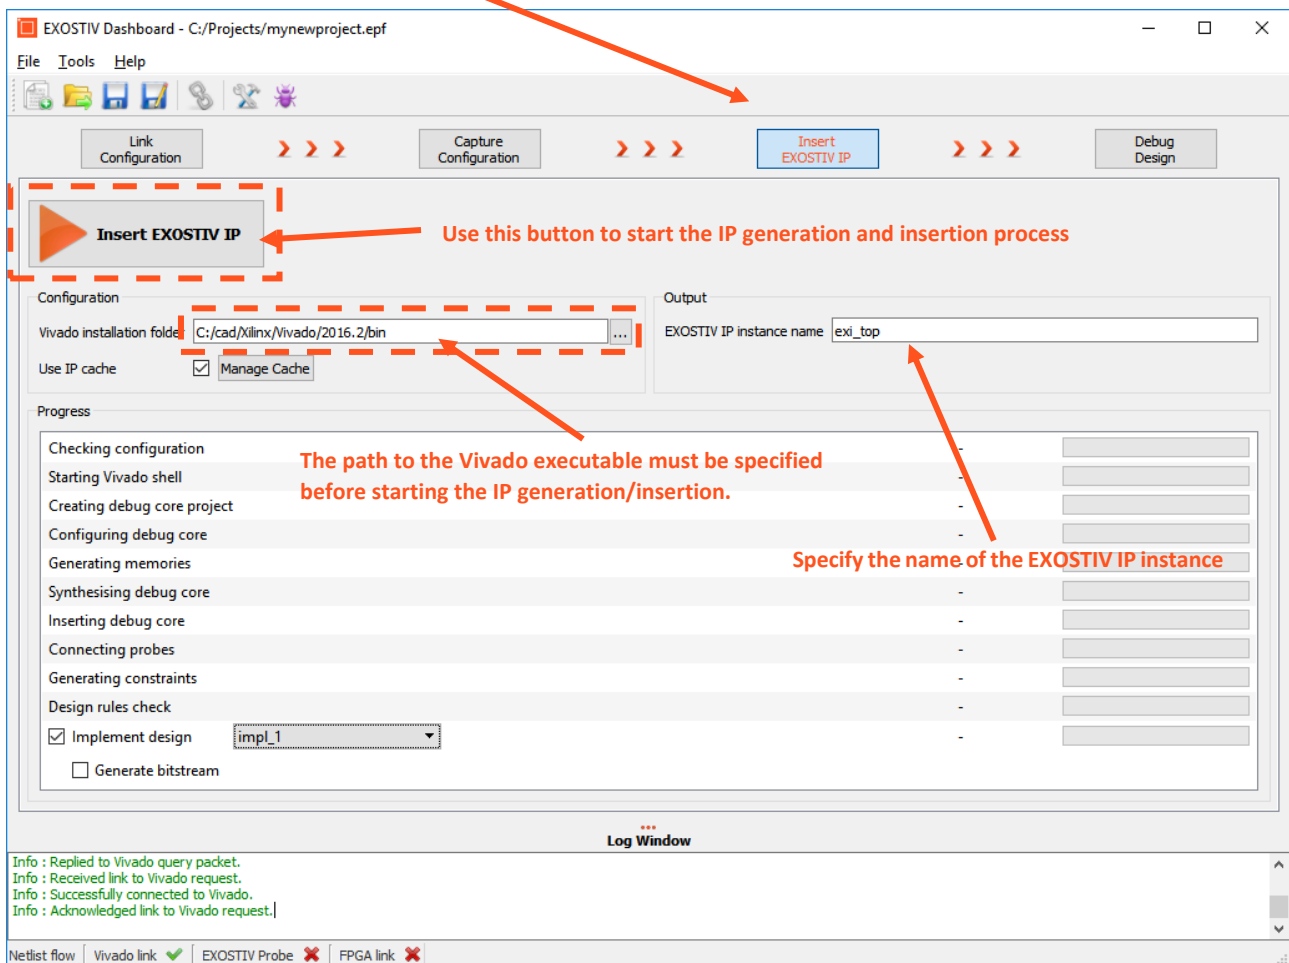 EXOSTIV Dashboard - C:/Projects/mynewproject.epf
File Tools Help
Link
Configuration
Capture
Configuration
Insert
EXOSTIV IP
Debug
Design
Insert EXOSTIV IP
Use this button to start the IP generation and insertion process
Configuration
Output
Vivado installation folder C:/cad/Xilinx/Vivado/2016.2/bin ...
EXOSTIV IP instance name exi_top
Use IP cache Manage Cache
Progress
Checking configuration -
The path to the Vivado executable must be specified
before starting the IP generation/insertion.
Starting Vivado shell -
Creating debug core project -
Configuring debug core -
Generating memories -
Specify the name of the EXOSTIV IP instance
Synthesising debug core -
Inserting debug core -
Connecting probes -
Generating constraints -
Design rules check -
Implement design impl_1 -
Generate bitstream
Log Window
Info : Replied to Vivado query packet.
Info : Received link to Vivado request.
Info : Successfully connected to Vivado.
Info : Acknowledged link to Vivado request.
Netlist flow Vivado link EXOSTIV Probe FPGA link